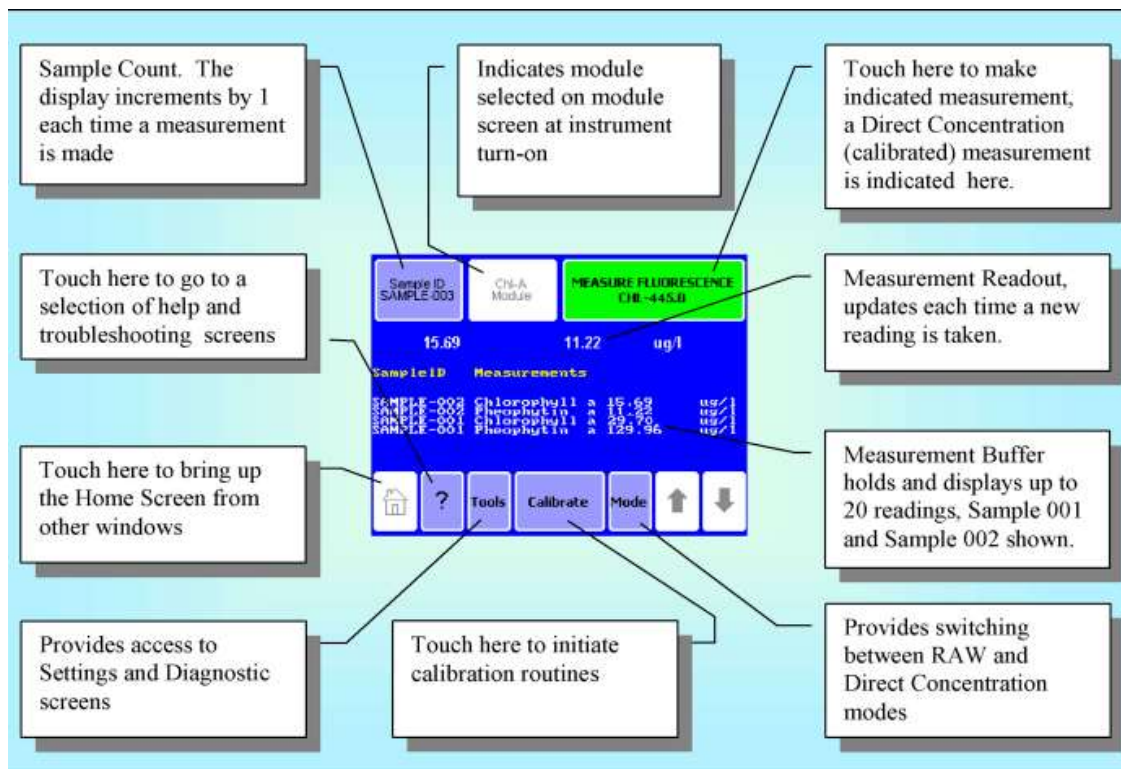 Sample Count. The
display increments by 1
each time a measurement
is made
Indicates module
selected on module
screen at instrument
turn-on
Touch here to make
indicated measurement,
a Direct Concentration
(calibrated) measurement
is indicated here.
Touch here to go to a
selection of help and
troubleshooting screens
Sample ID
SAMPLE-003
Chl-A
Module
MEASURE FLUORESCENCE
CHL-445.0
15.69 11.22 ug/l
SampleID Measurements
SAMPLE-002 Chlorophyll a 15.69 ug/l
SAMPLE-002 Pheophytin a 11.22 ug/l
SAMPLE-001 Chlorophyll a ug/l
SAMPLE-001 Pheophytin a 129.96 ug/l
Measurement Readout,
updates each time a new
reading is taken.
Touch here to bring up
the Home Screen from
other windows
?
Tools
Calibrate
Mode
Measurement Buffer
holds and displays up to
20 readings, Sample 001
and Sample 002 shown.
Provides access to
Settings and Diagnostic
screens
Touch here to initiate
calibration routines
Provides switching
between RAW and
Direct Concentration
modes